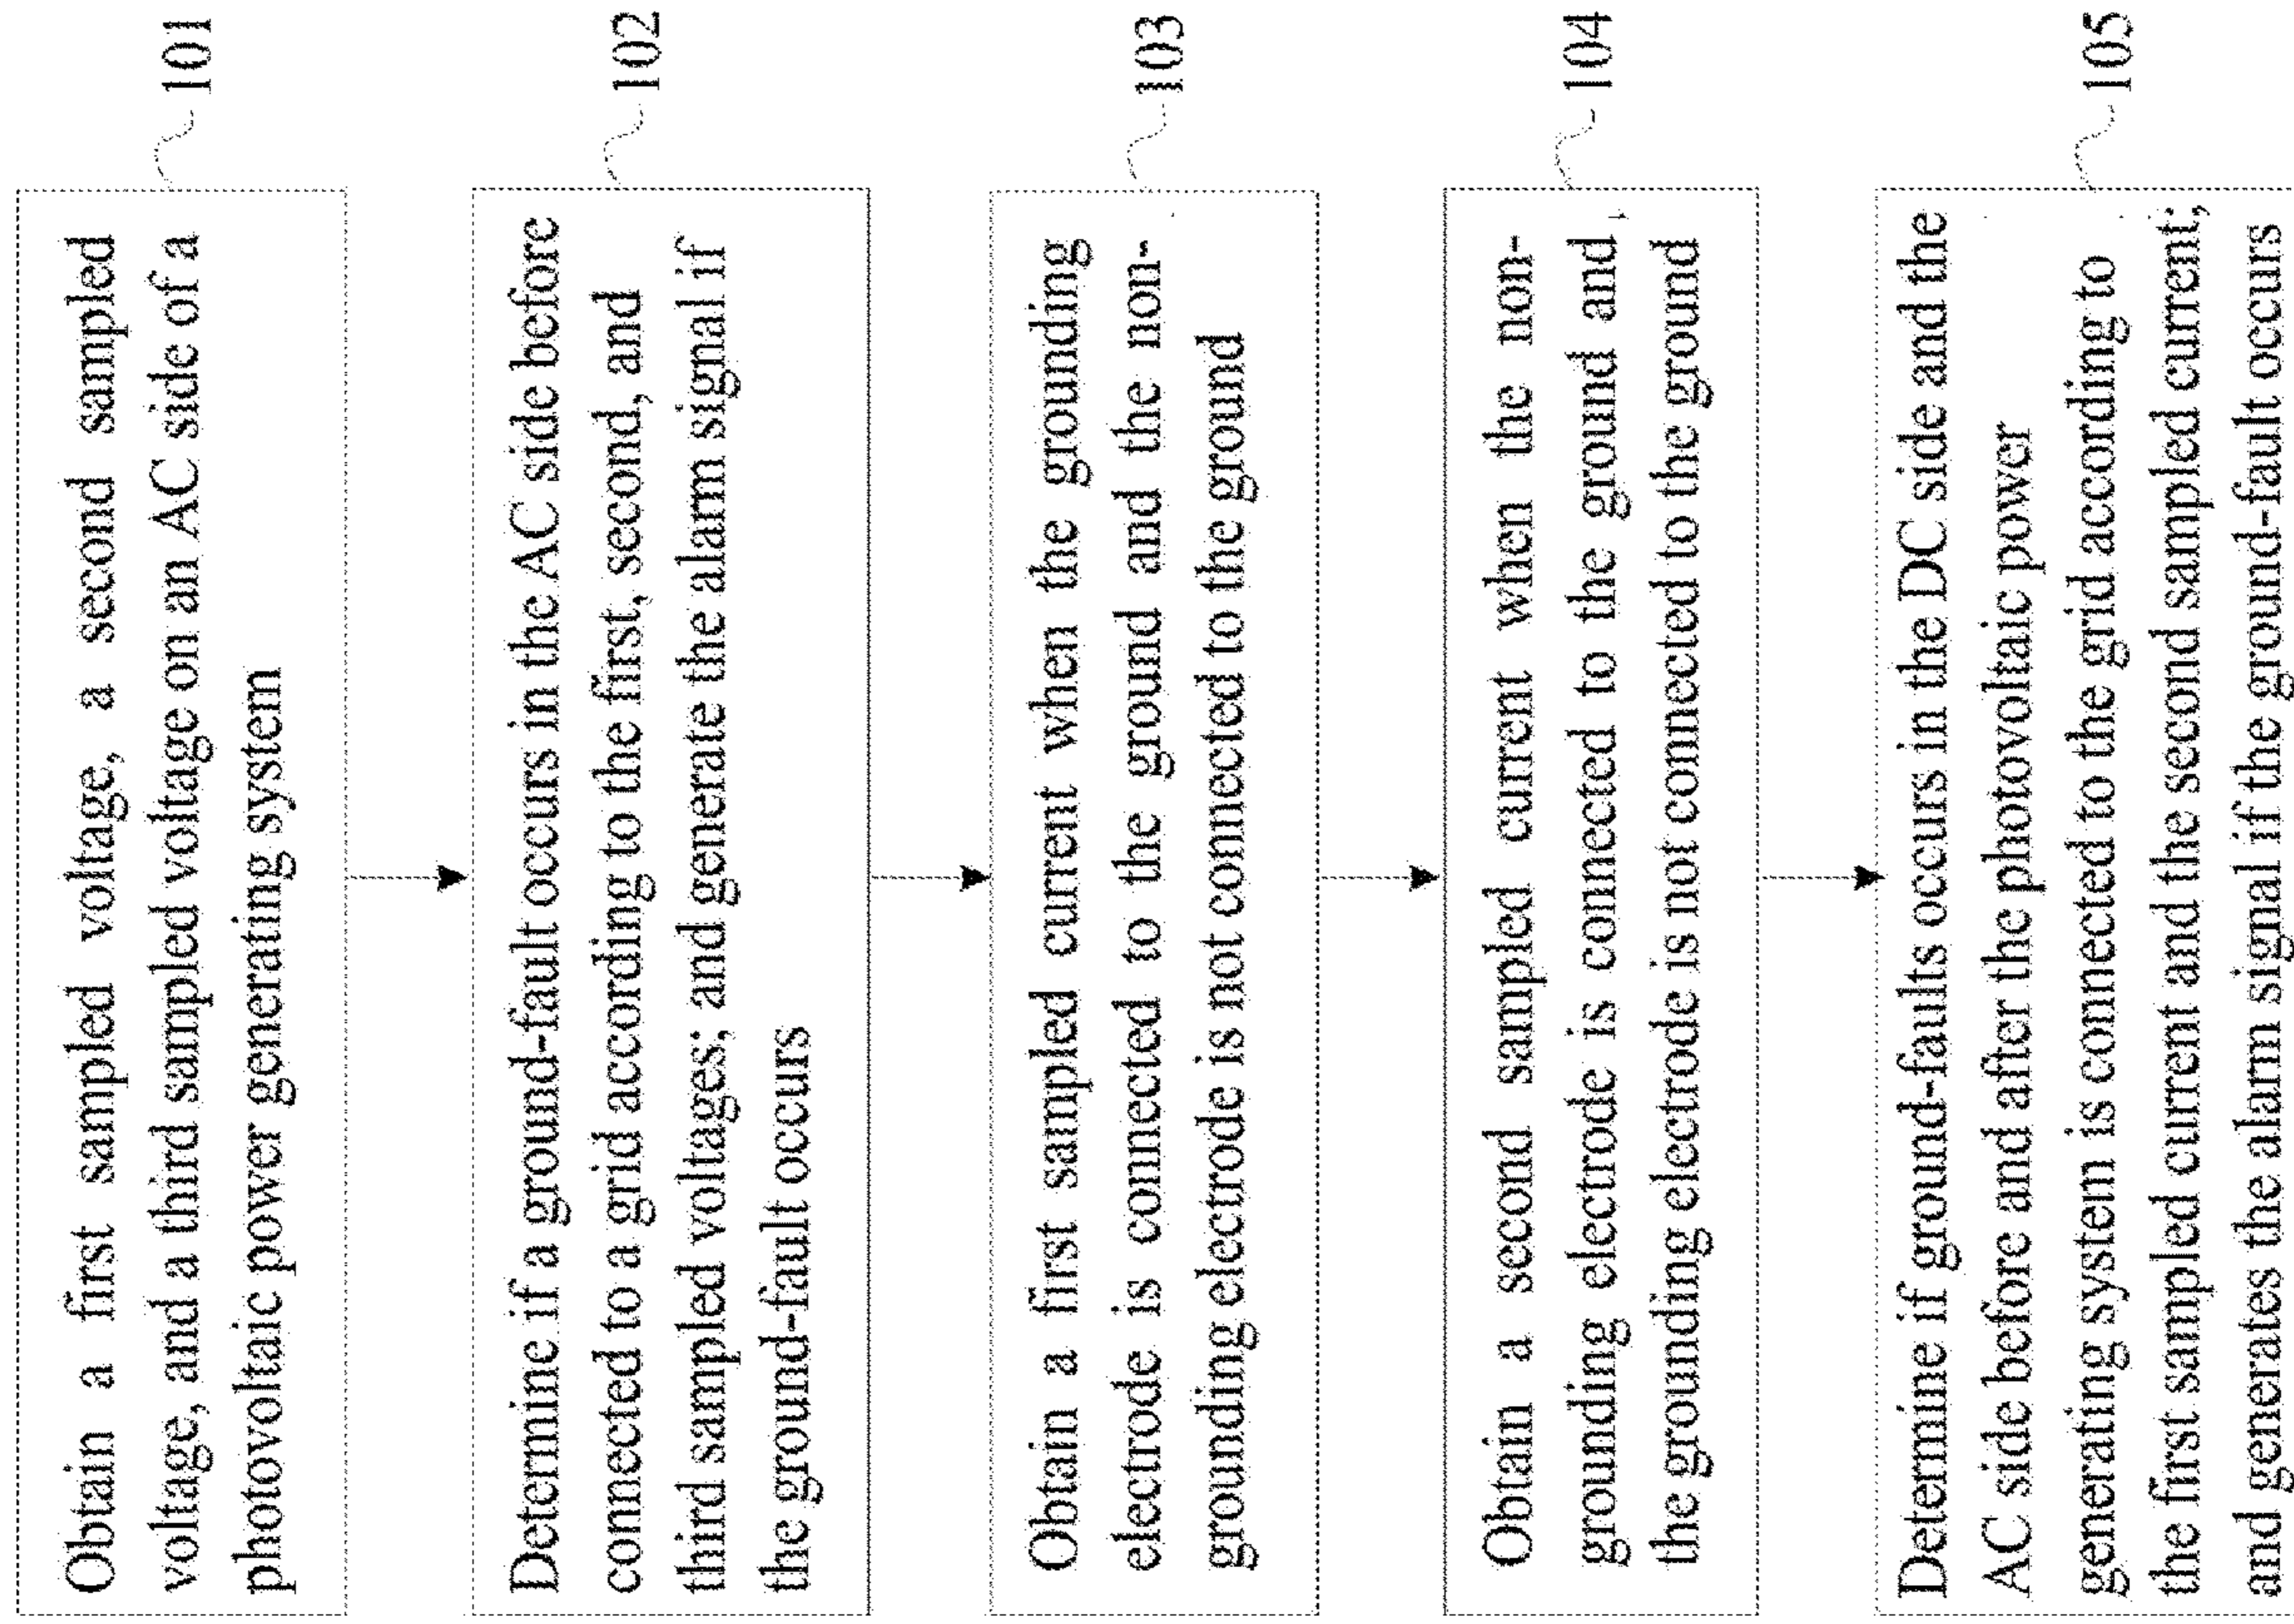 Obtain a first sampled voltage, a second sampled
voltage, and a third sampled voltage on an AC side of a
photovoltaic power generating system
101
Determine if a ground-fault occurs in the AC side before
connected to a grid according to the first, second, and
third sampled voltages; and generate the alarm signal if
the ground-fault occurs
102
Obtain a first sampled current when the grounding
electrode is connected to the ground and the non-
grounding electrode is not connected to the ground
103
Obtain a second sampled current when the non-
grounding electrode is connected to the ground and
the grounding electrode is not connected to the ground
104
Determine if ground-faults occurs in the DC side and the
AC side before and after the photovoltaic power
generating system is connected to the grid according to
the first sampled current and the second sampled current;
and generates the alarm signal if the ground-fault occurs
105